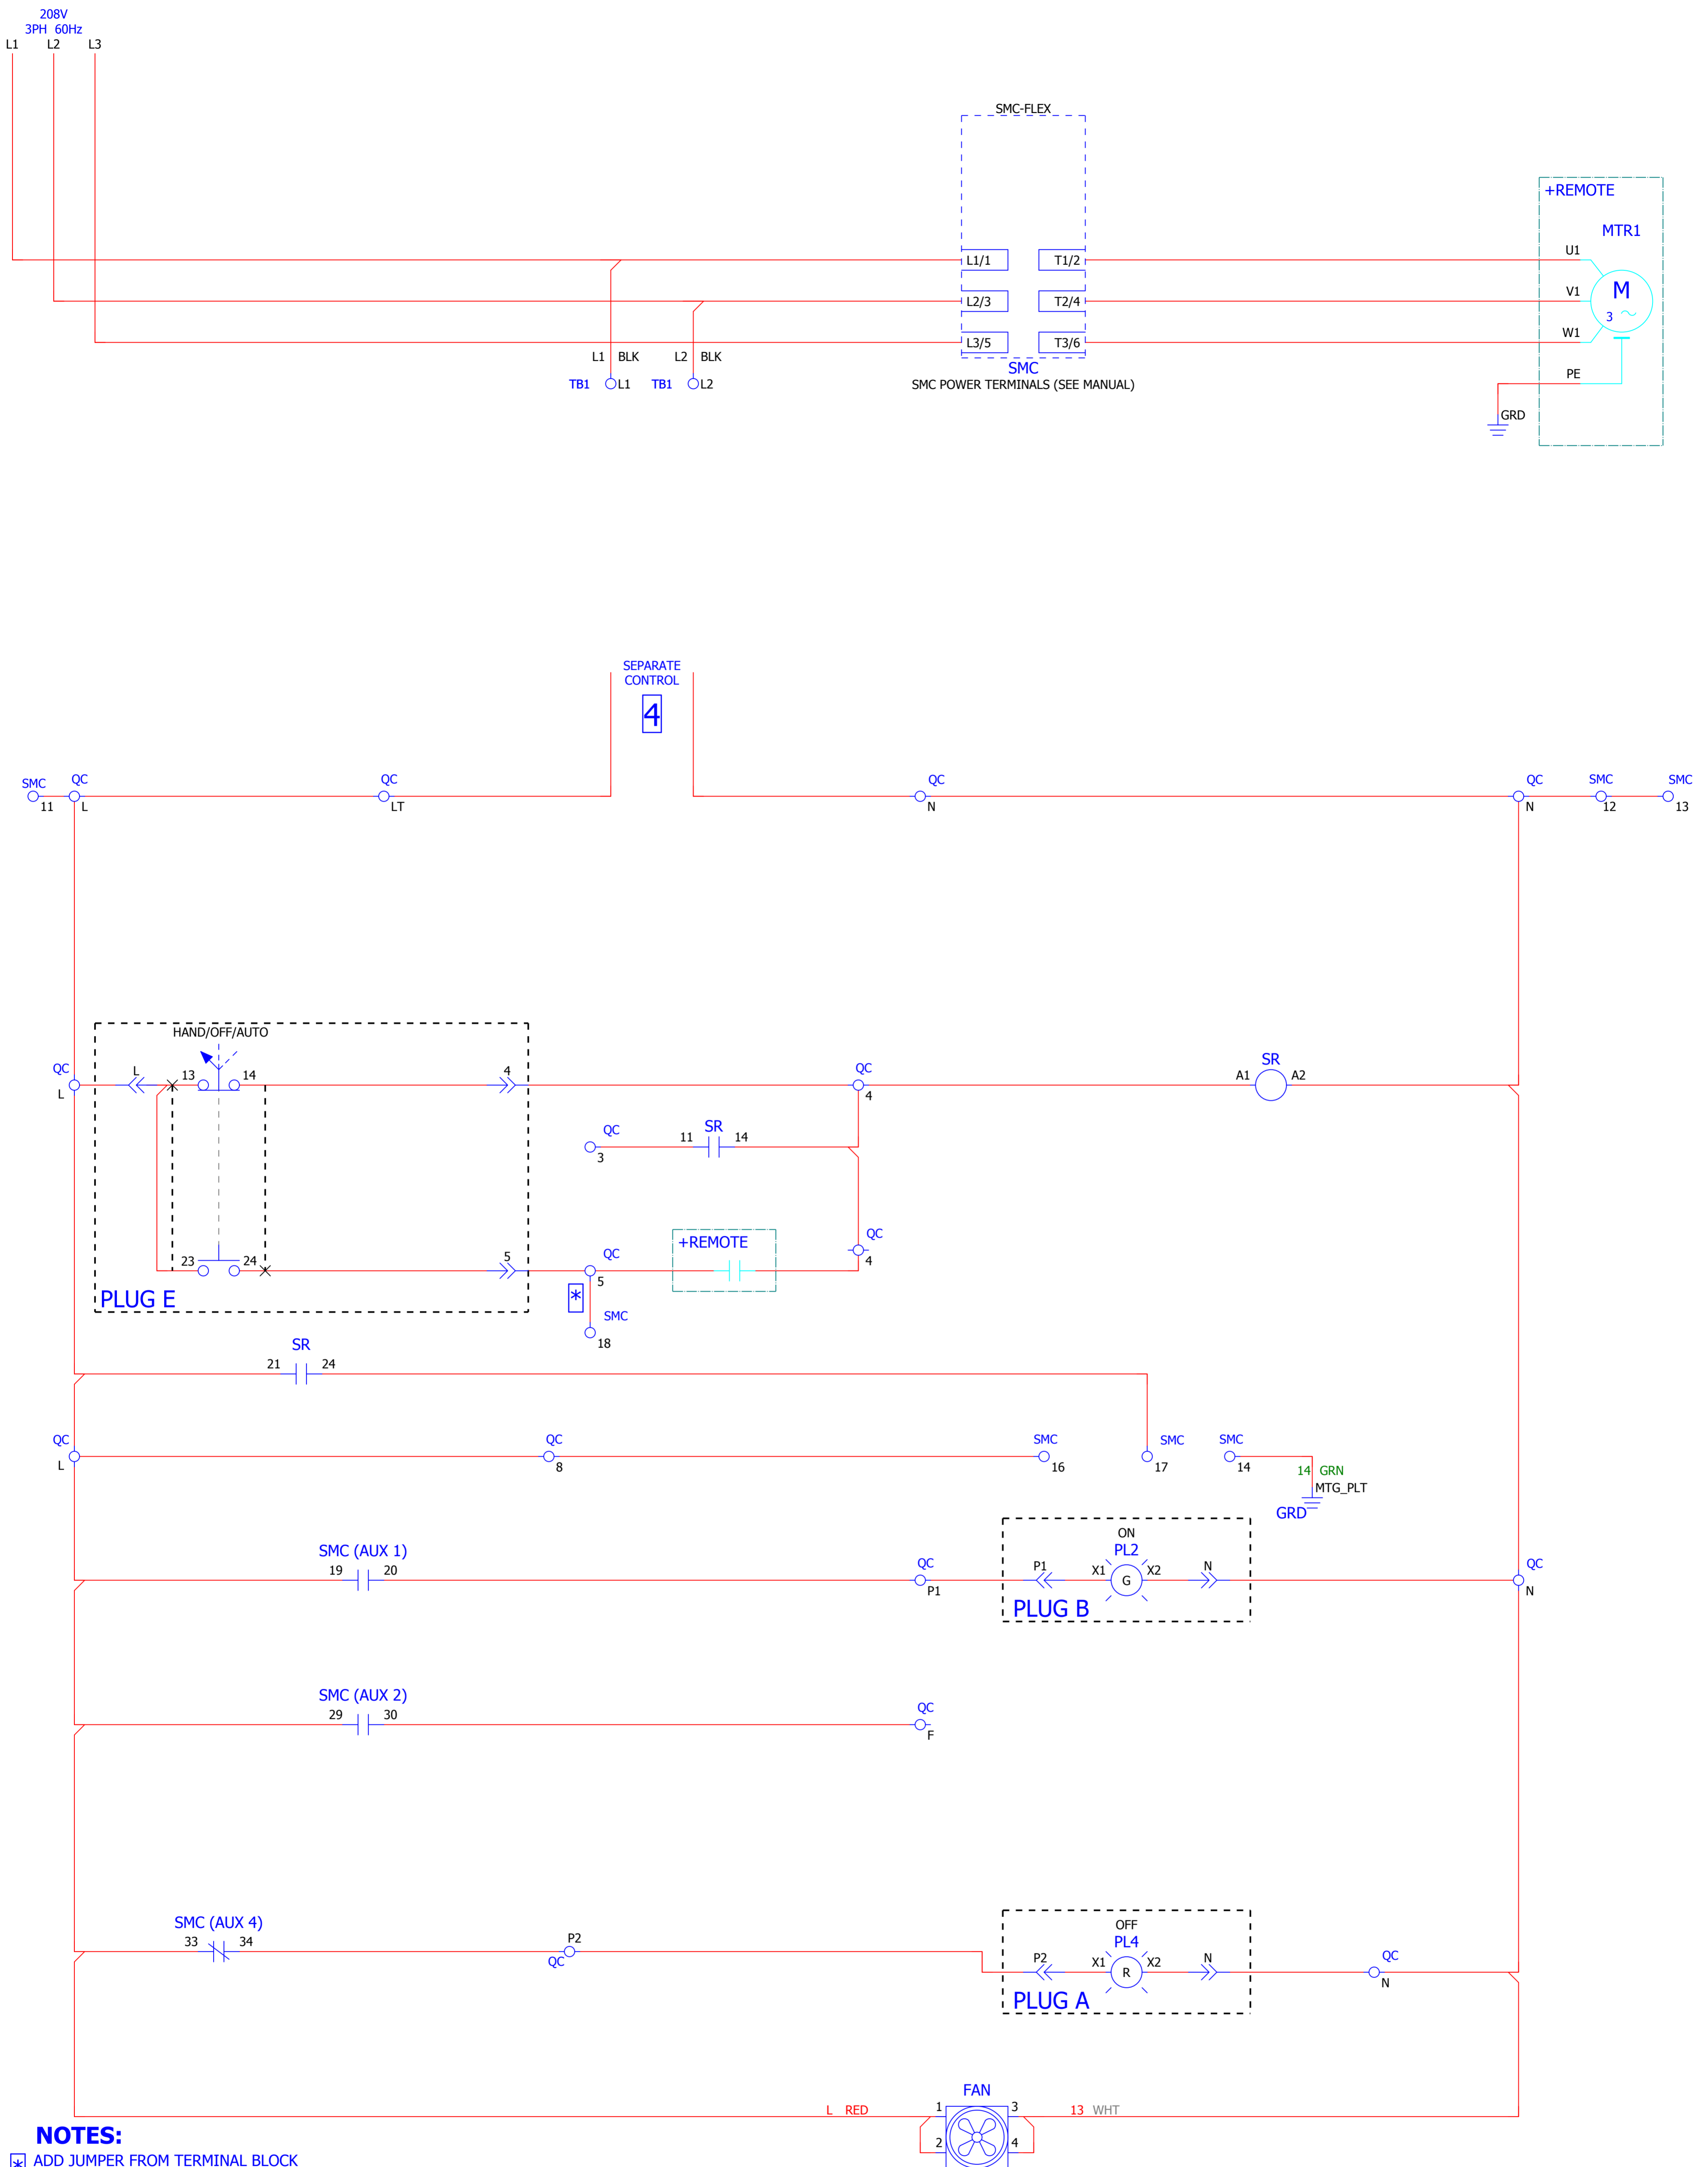 208V
3PH 60Hz
L1 L2 L3
SMC-FLEX
+REMOTE
MTR1
L1/1 T1/2 U1
L2/3 T2/4 V1 M
3
L3/5 T3/6 W1
L1 BLK L2 BLK
SMC
TB1 L1 TB1 L2
SMC POWER TERMINALS (SEE MANUAL)
PE
GRD
SEPARATE
CONTROL
4
SMC QC QC QC QC SMC SMC
11 L LT N N 12 13
HAND/OFF/AUTO
QC L 13 14 4 QC SR
A1 A2
L 4
QC SR
11 14
3
QC
+REMOTE
4
23 24 5 QC
5
PLUG E
*
SMC
18
SR
21 24
QC QC SMC SMC SMC
L 8 16 17 14
14 GRN
MTG_PLT
GRD
ON
PL2
SMC (AUX 1)
19 20 QC P1 X1 G X2 N QC
P1 N
PLUG B
SMC (AUX 2)
29 30 QC
F
OFF
SMC (AUX 4)
33 34 P2 PL4
QC P2 X1 R X2 N QC
N
PLUG A
FAN
L RED 1 3 13 WHT
2 4
NOTES:
* ADD JUMPER FROM TERMINAL BLOCK